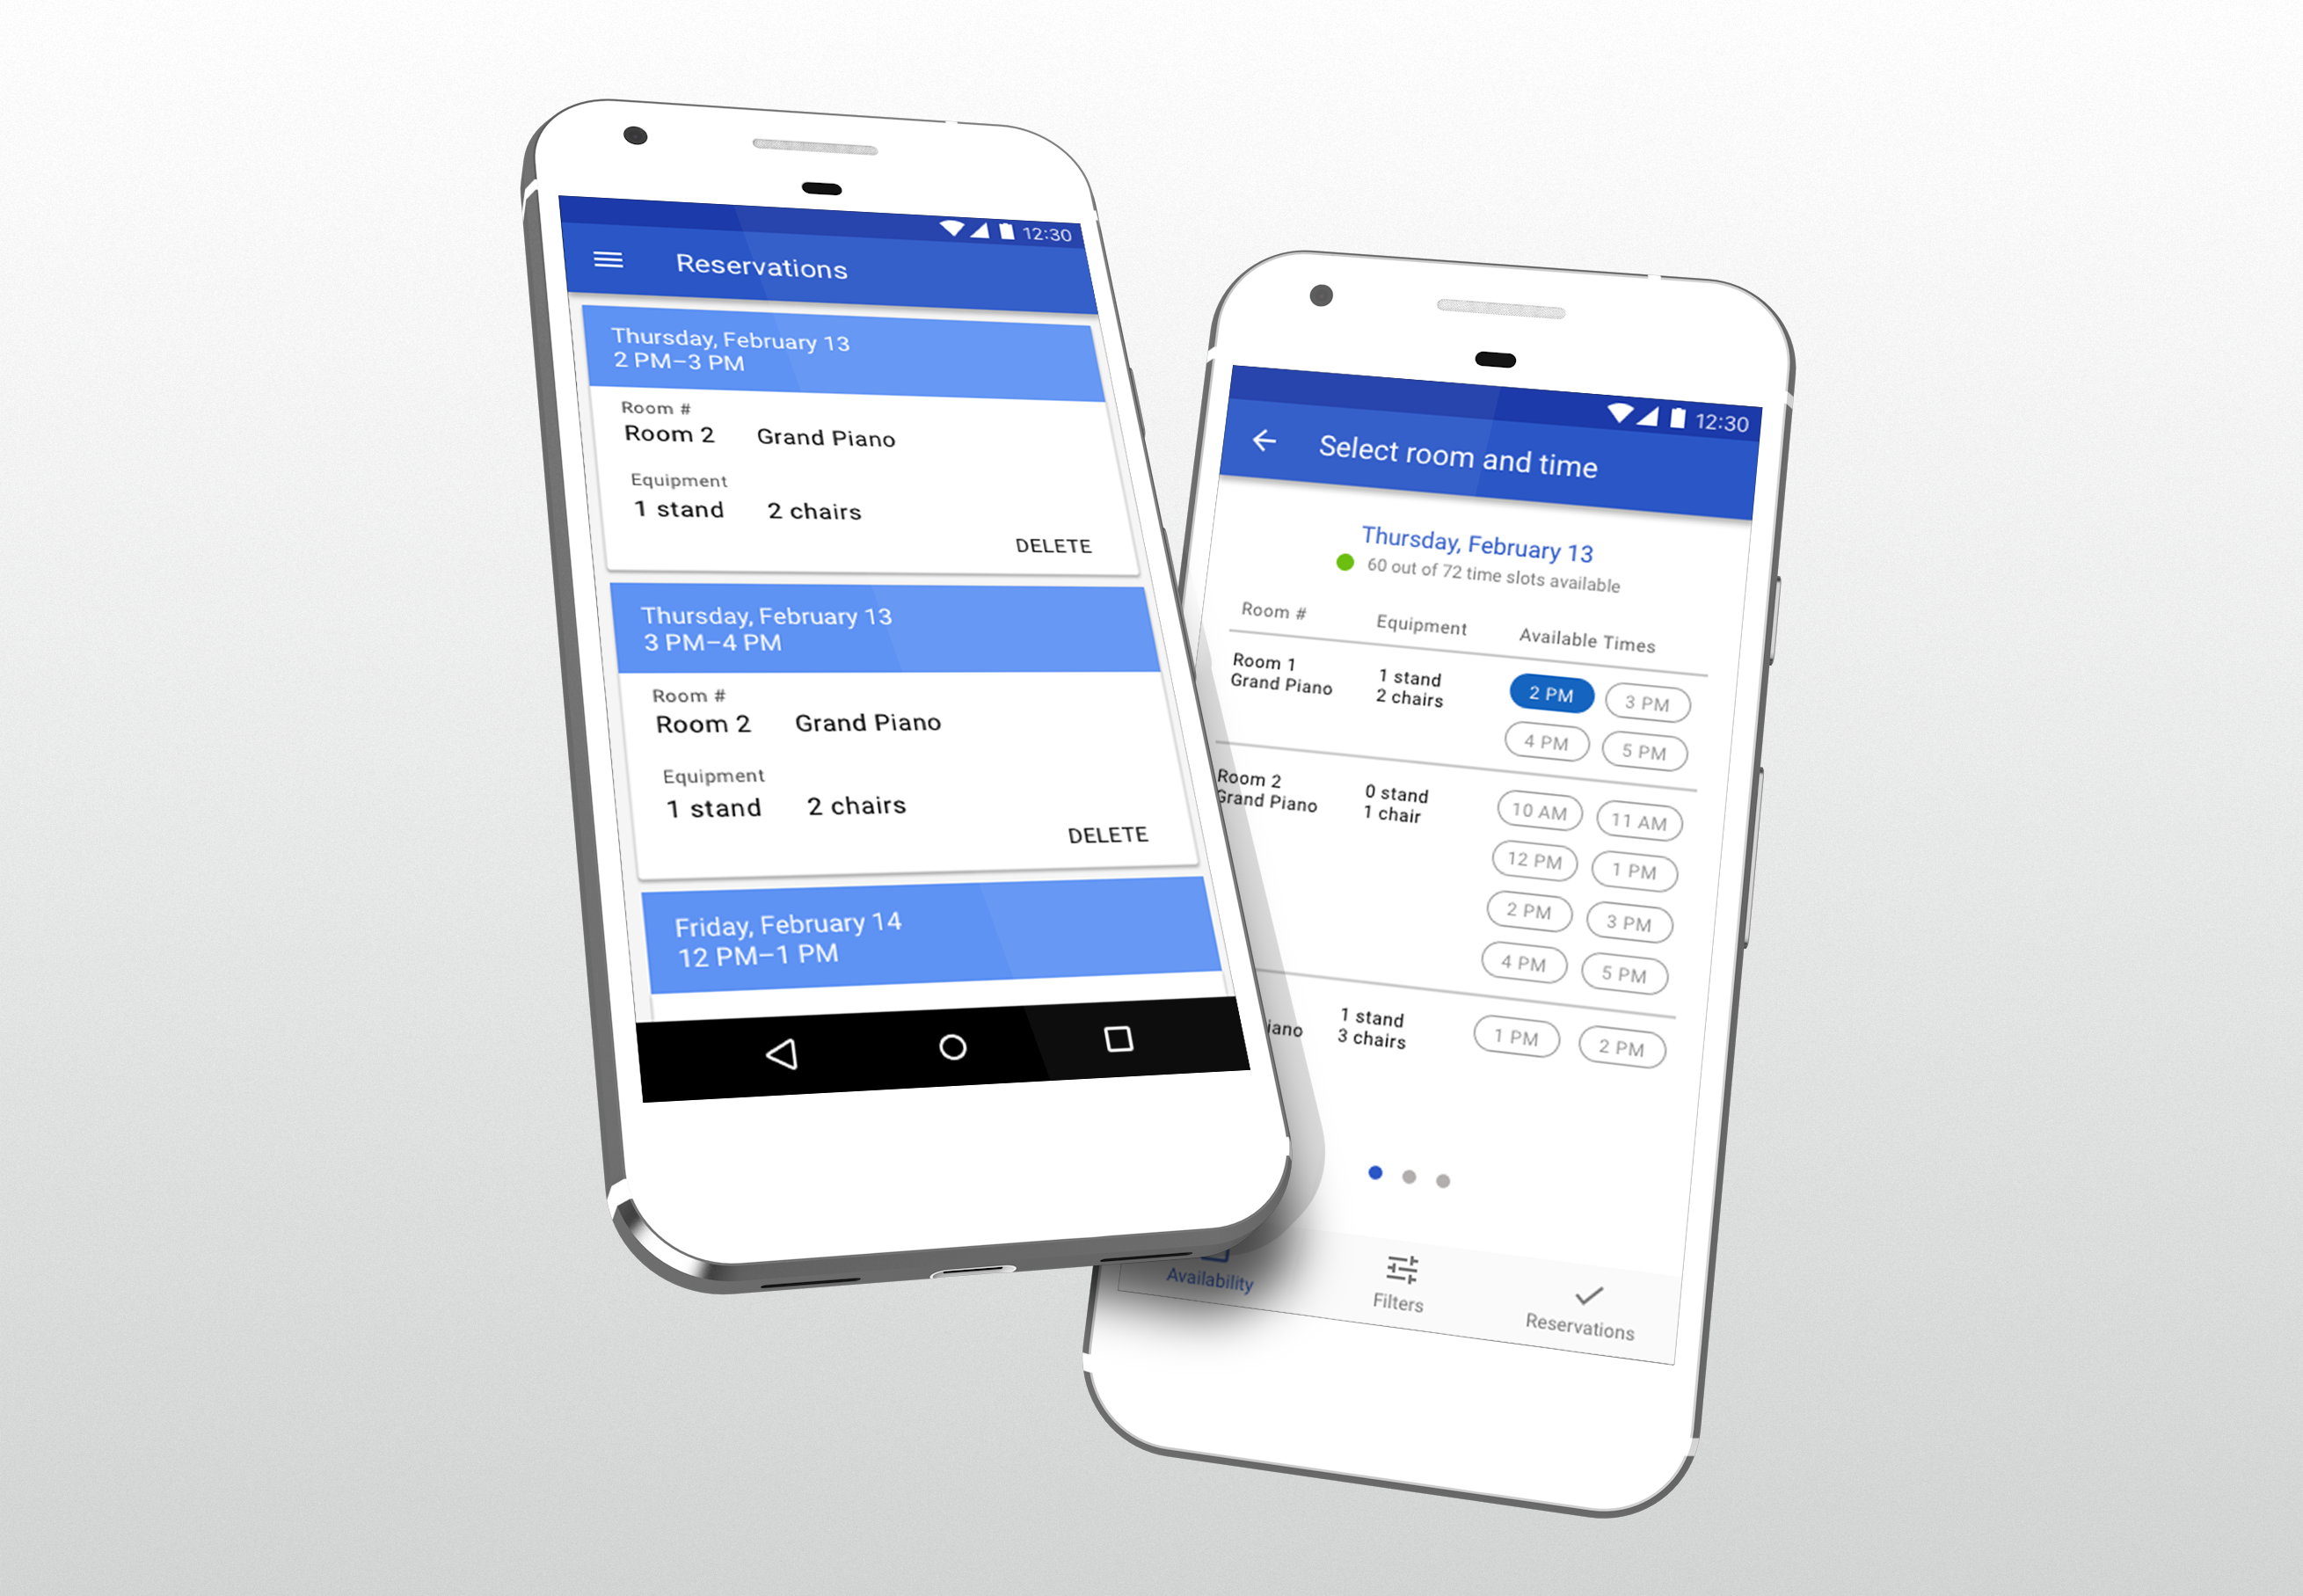 12:30
Reservations
Thursday, February 13
2 PM–3 PM
Room #
Room 2 Grand Piano
Equipment
1 stand 2 chairs
DELETE
Thursday, February 13
3 PM–4 PM
Room #
Room 2 Grand Piano
Equipment
1 stand 2 chairs
DELETE
Friday, February 14
12 PM–1 PM
12:30
Select room and time
Thursday, February 13
60 out of 72 time slots available
Room # Equipment Available Times
Room 1 1 stand 2 PM 3 PM
Grand Piano 2 chairs
4 PM 5 PM
Room 2 0 stand 10 AM 11 AM
Grand Piano 1 chair
12 PM 1 PM
2 PM 3 PM
4 PM 5 PM
1 stand 1 PM 2 PM
3 chairs
Availability Filters Reservations